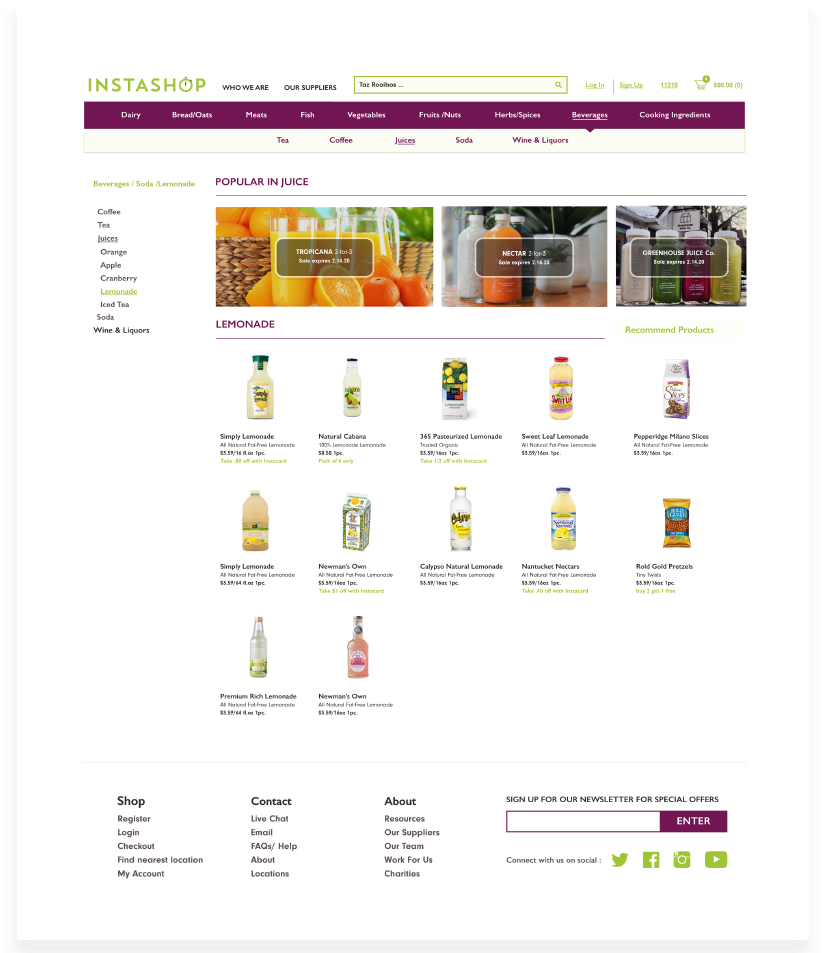 INSTASHOP
WHO WE ARE
OUR SUPPLIERS
Taz Rooibos ...
Log In
Sign Up
11210
4
$00.00 (0)
Dairy
Bread/Oats
Meats
Fish
Vegetables
Fruits /Nuts
Herbs/Spices
Beverages
Cooking Ingredients
Tea
Coffee
Juices
Soda
Wine & Liquors
Beverages / Soda /Lemonade
Coffee
Tea
Juices
Orange
Apple
Cranberry
Lemonade
Iced Tea
Soda
Wine & Liquors
POPULAR IN JUICE
TROPICANA 2-for-3
Sale expires 2.14.20
NECTAR 2-for-3
Sale expires 2.14.20
GREENHOUSE JUICE Co.
Sale expires 2.14.20
LEMONADE
Recommend Products
Simply Lemonade
All Natural Fat-Free Lemonade
$3.59/16 fl oz 1pc.
Take .80 off with Instacard
Natural Cabana
100% Lemonade Lemonade
$8.50 1pc.
Pack of 6 only
365 Pasteurized Lemonade
Trusted Organic
$3.59/16oz 1pc.
Take 1/2 off with Instacard
Sweet Leaf Lemonade
All Natural Fat-Free Lemonade
$3.59/16oz 1pc.
Pepperidge Milano Slices
All Natural Fat-Free Lemonade
$3.59/16oz 1pc.
Simply Lemonade
All Natural Fat-Free Lemonade
$3.59/64 fl.oz 1pc.
Newman's Own
All Natural Fat-Free Lemonade
$3.59/16oz 1pc.
Take $1 off with Instacard
Calypso Natural Lemonade
All Natural Fat-Free Lemonade
$3.59/16oz 1pc.
Nantucket Nectars
All Natural Fat-Free Lemonade
$3.59/16oz 1pc.
Take .40 off with Instacard
Rold Gold Pretzels
Tiny Twists
$3.59/16oz 1pc.
buy 2 get 1 free
Premium Rich Lemonade
All Natural Fat-Free Lemonade
$3.59/64 fl.oz 1pc.
Newman's Own
All Natural Fat-Free Lemonade
$3.59/16oz 1pc.
Shop
Register
Login
Checkout
Find nearest location
My Account
Contact
Live Chat
Email
FAQs/ Help
About
Locations
About
Resources
Our Suppliers
Our Team
Work For Us
Charities
SIGN UP FOR OUR NEWSLETTER FOR SPECIAL OFFERS
ENTER
Connect with us on social :